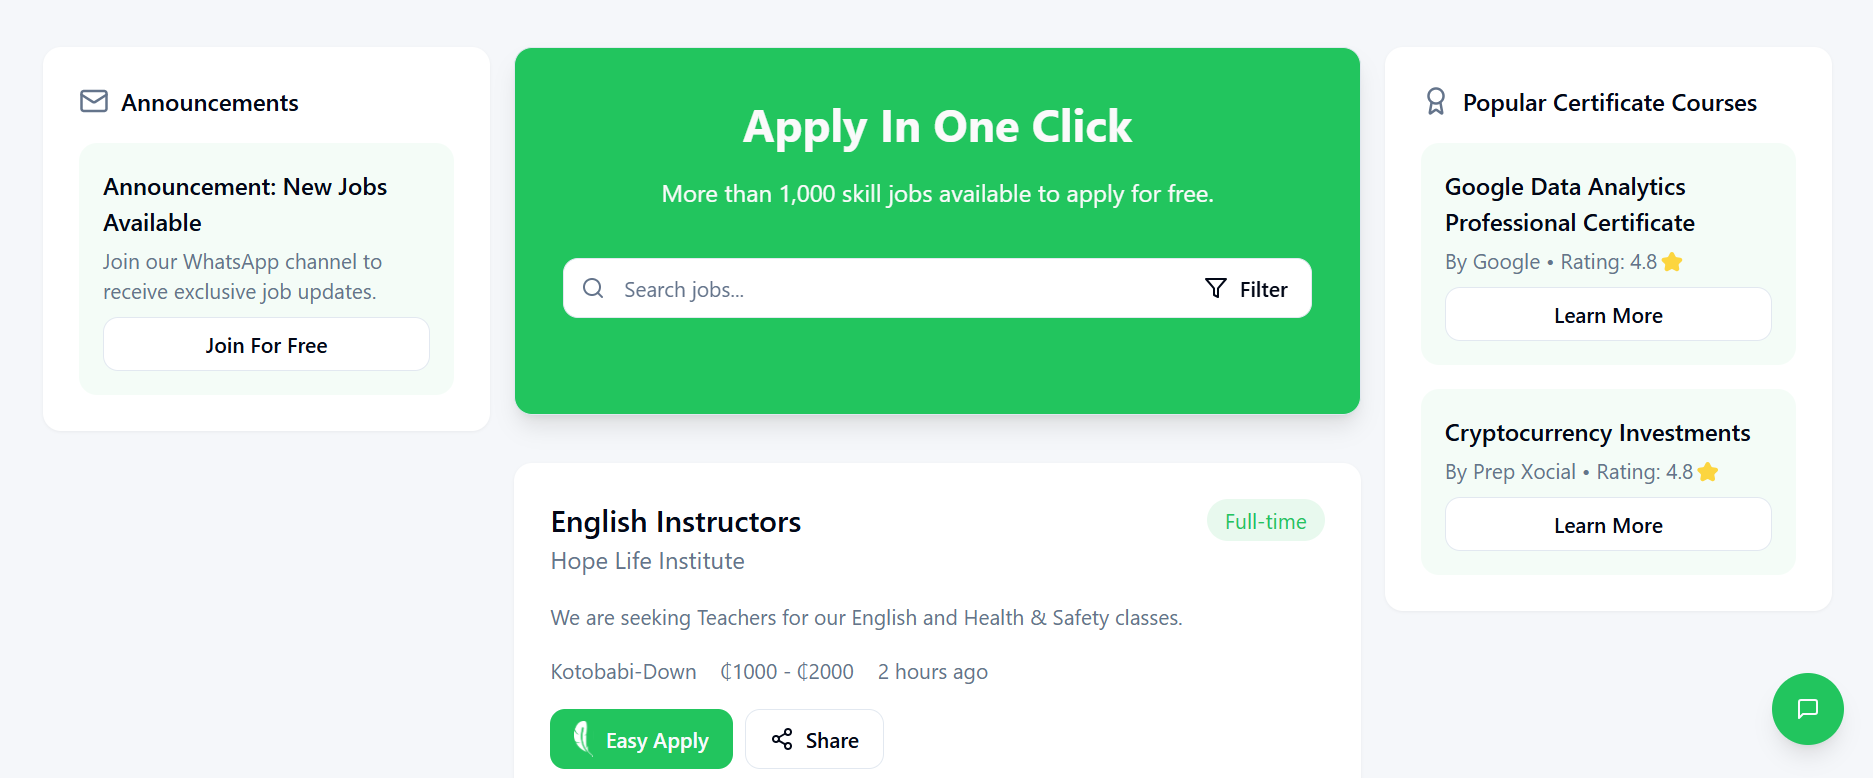 Announcements
Announcement: New Jobs
Available
Join our WhatsApp channel to
receive exclusive job updates.
Join For Free
Apply In One Click
More than 1,000 skill jobs available to apply for free.
Search jobs...
Filter
English Instructors
Full-time
Hope Life Institute
We are seeking Teachers for our English and Health & Safety classes.
Kotobabi-Down ₵1000 - ₵2000 2 hours ago
Easy Apply
Share
Popular Certificate Courses
Google Data Analytics
Professional Certificate
By Google • Rating: 4.8
Learn More
Cryptocurrency Investments
By Prep Xocial • Rating: 4.8
Learn More